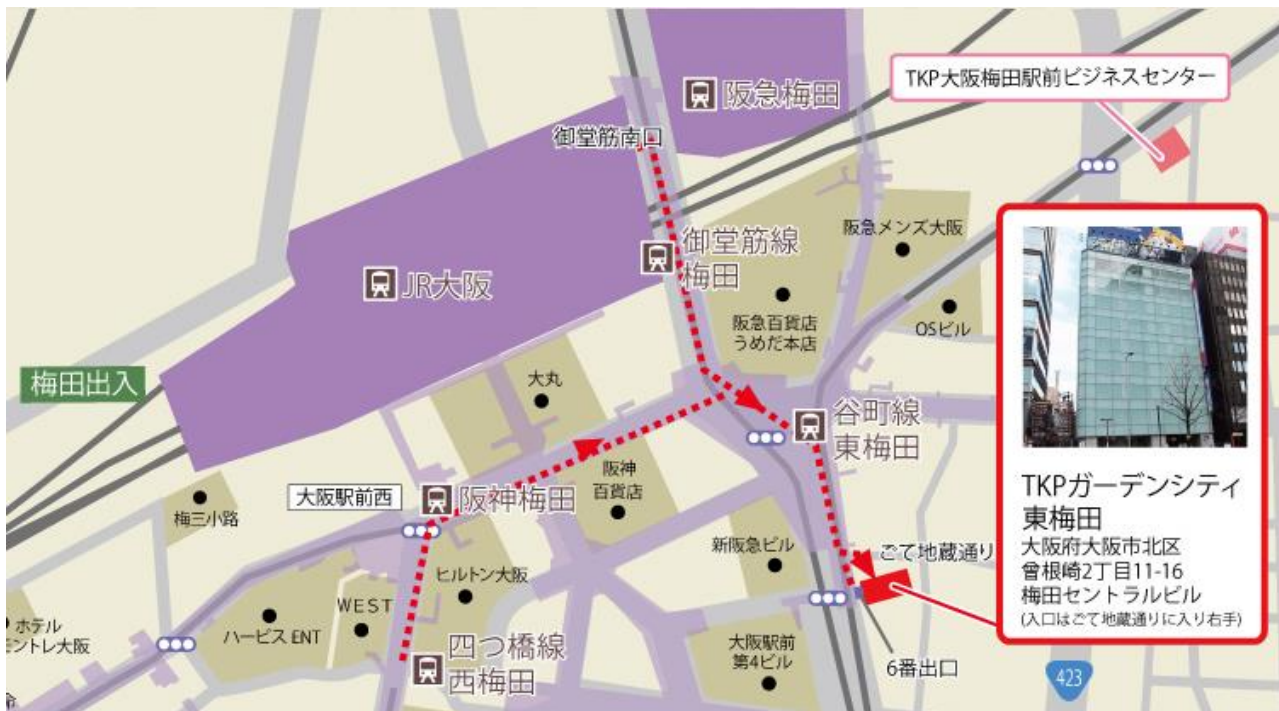 TKP大阪梅田駅前ビジネスセンター
阪急梅田
御堂筋南口
御堂筋線
梅田
阪急メンズ大阪
阪急百貨店
うめだ本店
OSビル
JR大阪
梅田出入
大丸
谷町線
東梅田
阪神
百貨店
大阪駅前西
阪神梅田
梅三小路
新阪急ビル
ごて地蔵通り
ヒルトン大阪
WEST
ハービス ENT
ホテル
ントレ大阪
四つ橋線
西梅田
大阪駅前
第4ビル
6番出口
423
TKPガーデンシティ
東梅田
大阪府大阪市北区
曾根崎2丁目11-16
梅田セントラルビル
(入口はごて地蔵通りに入り右手)